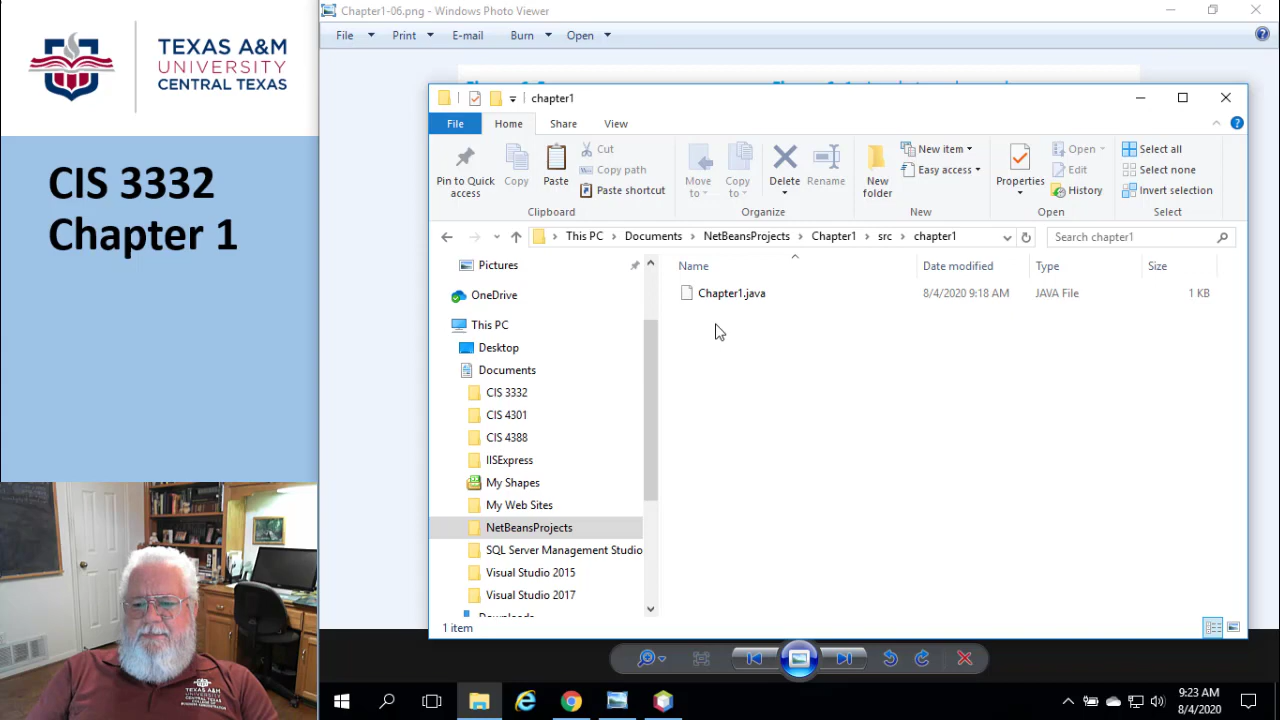 TEXAS A&M
UNIVERSITY
CENTRAL TEXAS
CIS 3332
Chapter 1
Chapter1-06.png - Windows Photo Viewer
File Print E-mail Burn Open
chapter1
File Home Share View
Pin to Quick access
Copy
Paste
Cut
Copy path
Paste shortcut
Clipboard
Move to
Copy to
Delete
Rename
Organize
New folder
New item
Easy access
New
Properties
Open
Edit
History
Open
Select all
Select none
Invert selection
Select
This PC Documents NetBeansProjects Chapter1 src chapter1
Search chapter1
Name Date modified Type Size
Chapter1.java 8/4/2020 9:18 AM JAVA File 1 KB
Pictures
OneDrive
This PC
Desktop
Documents
CIS 3332
CIS 4301
CIS 4388
IISExpress
My Shapes
My Web Sites
NetBeansProjects
SQL Server Management Studio
Visual Studio 2015
Visual Studio 2017
1 item
TEXAS A&M
9:23 AM
8/4/2020